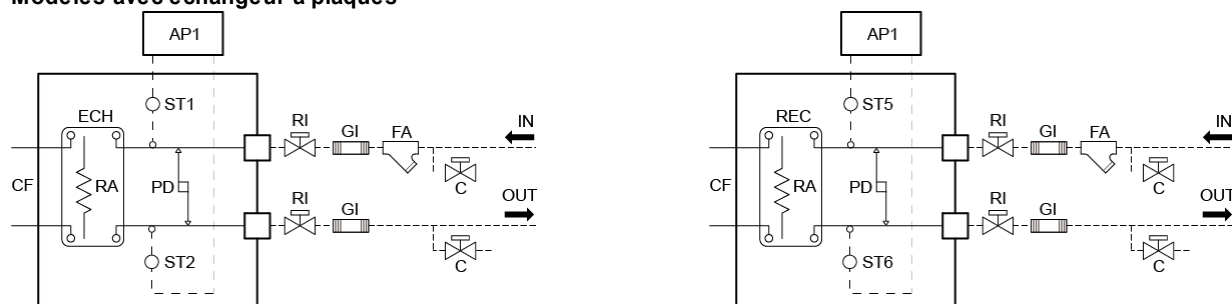 Modèles avec échangeur à plaques
AP1
ST1
ECH
RI
GI
FA
IN
C
CF
RA
PD
RI
GI
OUT
ST2
C
AP1
ST5
REC
RI
GI
FA
IN
C
CF
RA
PD
RI
GI
OUT
ST6
C